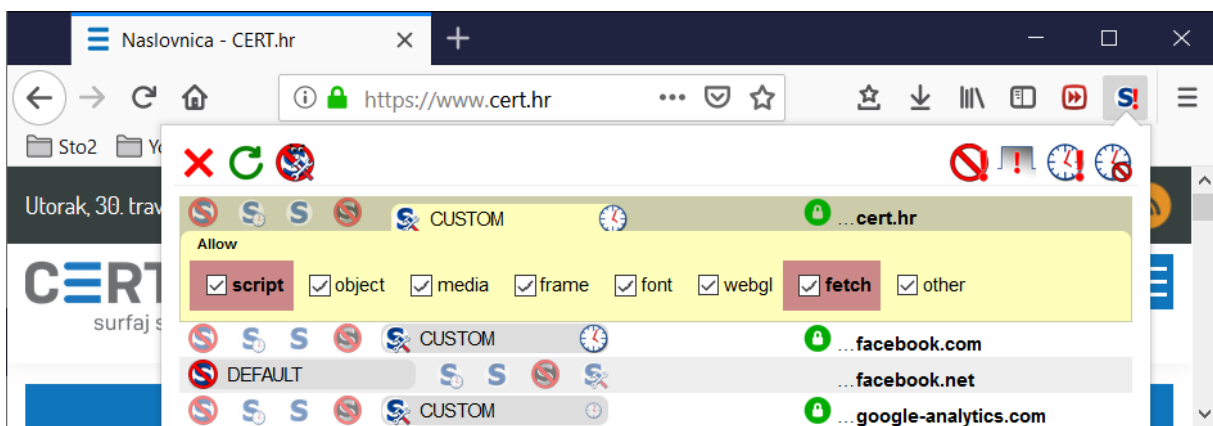 Naslovnica - CERT.hr
https://www.cert.hr
Sto2
Utorak, 30. trav
CUSTOM ...cert.hr
Allow
script object media frame font webgl fetch other
CERT
surfaj s
CUSTOM ...facebook.com
DEFAULT ...facebook.net
CUSTOM ...google-analytics.com